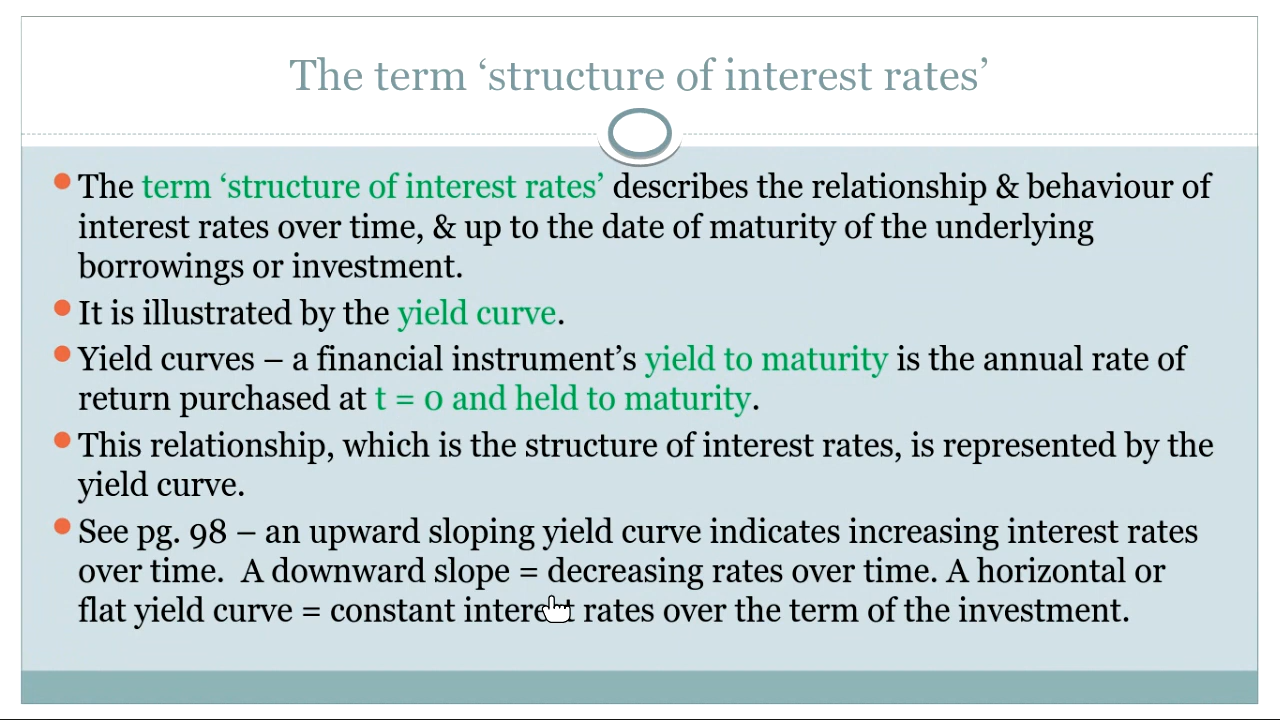 The term ‘structure of interest rates’
The term ‘structure of interest rates’ describes the relationship & behaviour of
interest rates over time, & up to the date of maturity of the underlying
borrowings or investment.
It is illustrated by the yield curve.
Yield curves – a financial instrument’s yield to maturity is the annual rate of
return purchased at t = 0 and held to maturity.
This relationship, which is the structure of interest rates, is represented by the
yield curve.
See pg. 98 – an upward sloping yield curve indicates increasing interest rates
over time.  A downward slope = decreasing rates over time. A horizontal or
flat yield curve = constant interest rates over the term of the investment.